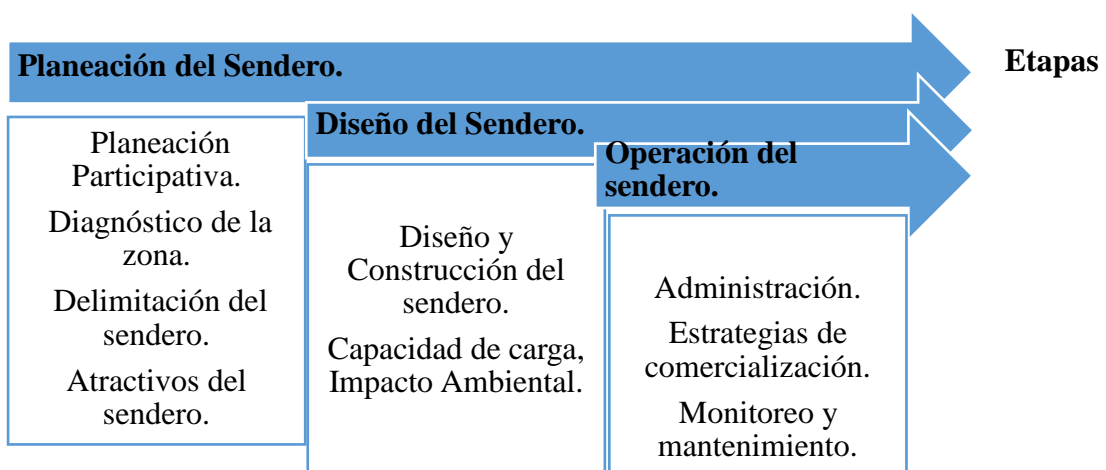 Planeación del Sendero.
Etapas
Planeación
Participativa.
Diagnóstico de la
zona.
Delimitación del
sendero.
Atractivos del
sendero.
Diseño del Sendero.
Diseño y
Construcción del
sendero.
Capacidad de carga,
Impacto Ambiental.
Operación del
sendero.
Administración.
Estrategias de
comercialización.
Monitoreo y
mantenimiento.